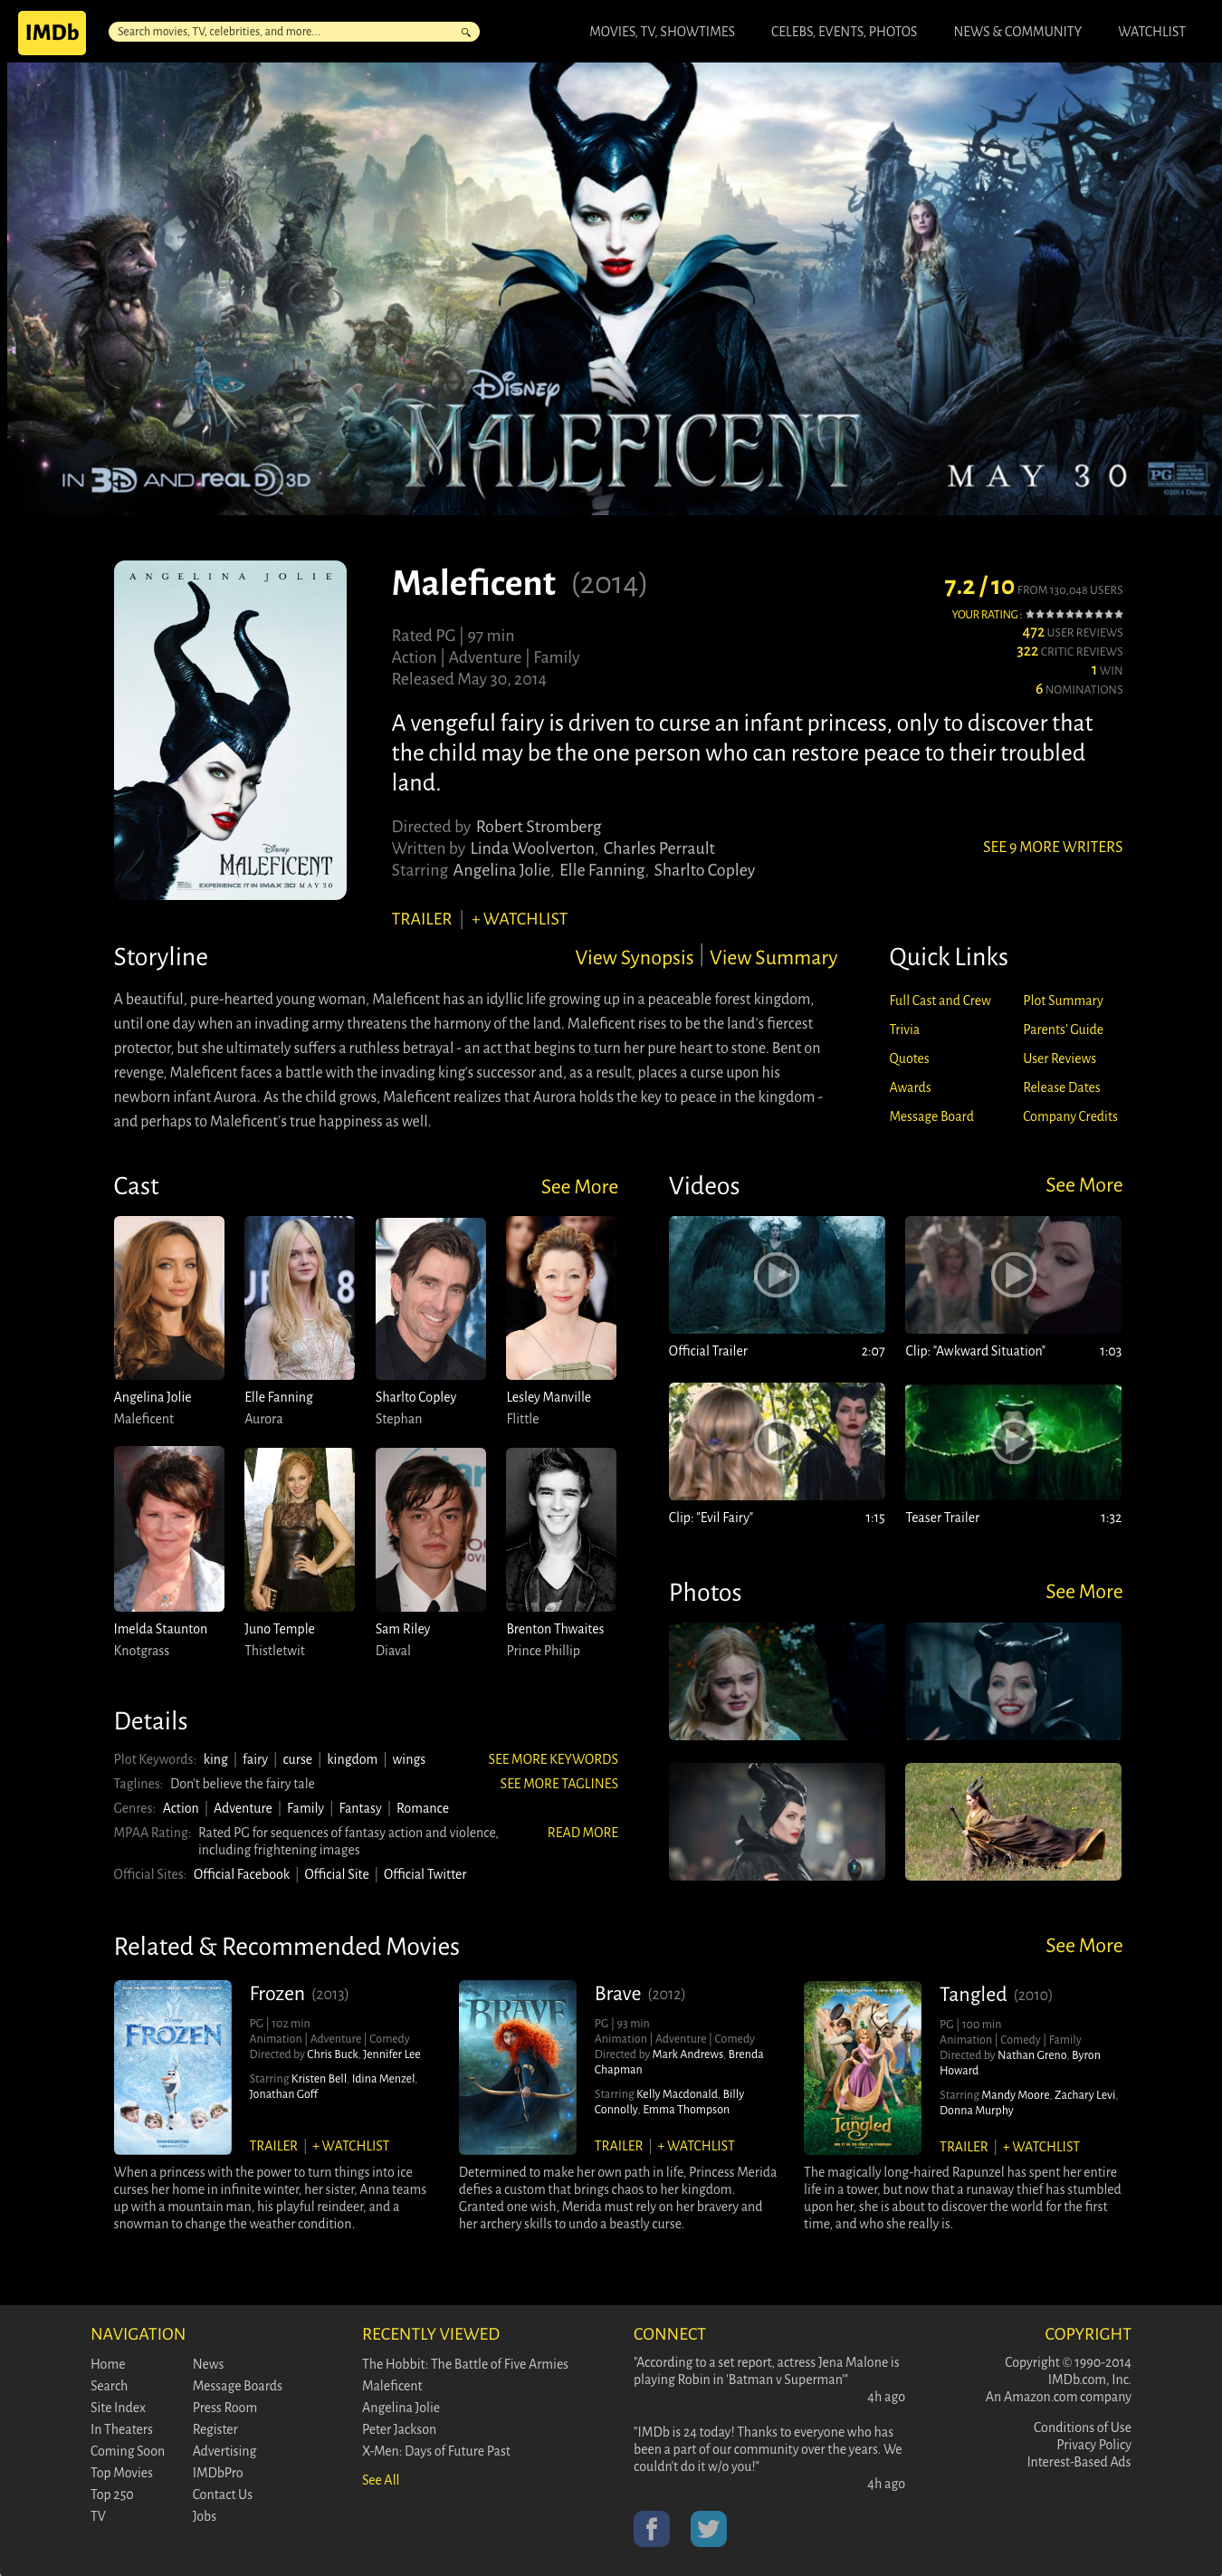 IMDb
Search movies, TV, celebrities, and more...
MOVIES, TV, SHOWTIMES
CELEBS, EVENTS, PHOTOS
NEWS & COMMUNITY
WATCHLIST
Disney
MALEFICENT
IN 3D AND REAL D 3D
MAY 30
PG
©2014 Disney
ANGELINA JOLIE
Disney
MALEFICENT
EXPERIENCE IT IN IMAX 3D MAY 30
Maleficent (2014)
Rated PG | 97 min
Action | Adventure | Family
Released May 30, 2014
7.2 / 10 FROM 130,048 USERS
YOUR RATING:
472 USER REVIEWS
322 CRITIC REVIEWS
1 WIN
6 NOMINATIONS
A vengeful fairy is driven to curse an infant princess, only to discover that
the child may be the one person who can restore peace to their troubled
land.
Directed by Robert Stromberg
Written by Linda Woolverton, Charles Perrault
SEE 9 MORE WRITERS
Starring Angelina Jolie, Elle Fanning, Sharlto Copley
TRAILER | + WATCHLIST
Storyline
View Synopsis | View Summary
A beautiful, pure-hearted young woman, Maleficent has an idyllic life growing up in a peaceable forest kingdom,
until one day when an invading army threatens the harmony of the land. Maleficent rises to be the land's fiercest
protector, but she ultimately suffers a ruthless betrayal - an act that begins to turn her pure heart to stone. Bent on
revenge, Maleficent faces a battle with the invading king's successor and, as a result, places a curse upon his
newborn infant Aurora. As the child grows, Maleficent realizes that Aurora holds the key to peace in the kingdom -
and perhaps to Maleficent's true happiness as well.
Quick Links
Full Cast and Crew
Plot Summary
Trivia
Parents' Guide
Quotes
User Reviews
Awards
Release Dates
Message Board
Company Credits
Cast
See More
Angelina Jolie
Maleficent
Elle Fanning
Aurora
Sharlto Copley
Stephan
Lesley Manville
Flittle
Imelda Staunton
Knotgrass
Juno Temple
Thistletwit
Sam Riley
Diaval
Brenton Thwaites
Prince Phillip
Videos
See More
Official Trailer 2:07
Clip: "Awkward Situation" 1:03
Clip: "Evil Fairy" 1:15
Teaser Trailer 1:32
Photos
See More
Details
Plot Keywords: king | fairy | curse | kingdom | wings
SEE MORE KEYWORDS
Taglines: Don't believe the fairy tale
SEE MORE TAGLINES
Genres: Action | Adventure | Family | Fantasy | Romance
MPAA Rating: Rated PG for sequences of fantasy action and violence,
including frightening images
READ MORE
Official Sites: Official Facebook | Official Site | Official Twitter
Related & Recommended Movies
See More
FROZEN
Frozen (2013)
PG | 102 min
Animation | Adventure | Comedy
Directed by Chris Buck, Jennifer Lee
Starring Kristen Bell, Idina Menzel,
Jonathan Goff
TRAILER | + WATCHLIST
When a princess with the power to turn things into ice
curses her home in infinite winter, her sister, Anna teams
up with a mountain man, his playful reindeer, and a
snowman to change the weather condition.
BRAVE
Brave (2012)
PG | 93 min
Animation | Adventure | Comedy
Directed by Mark Andrews, Brenda
Chapman
Starring Kelly Macdonald, Billy
Connolly, Emma Thompson
TRAILER | + WATCHLIST
Determined to make her own path in life, Princess Merida
defies a custom that brings chaos to her kingdom.
Granted one wish, Merida must rely on her bravery and
her archery skills to undo a beastly curse.
Tangled
Tangled (2010)
PG | 100 min
Animation | Comedy | Family
Directed by Nathan Greno, Byron
Howard
Starring Mandy Moore, Zachary Levi,
Donna Murphy
TRAILER | + WATCHLIST
The magically long-haired Rapunzel has spent her entire
life in a tower, but now that a runaway thief has stumbled
upon her, she is about to discover the world for the first
time, and who she really is.
NAVIGATION
Home
Search
Site Index
In Theaters
Coming Soon
Top Movies
Top 250
TV
News
Message Boards
Press Room
Register
Advertising
IMDbPro
Contact Us
Jobs
RECENTLY VIEWED
The Hobbit: The Battle of Five Armies
Maleficent
Angelina Jolie
Peter Jackson
X-Men: Days of Future Past
See All
CONNECT
"According to a set report, actress Jena Malone is
playing Robin in 'Batman v Superman'"
4h ago
"IMDb is 24 today! Thanks to everyone who has
been a part of our community over the years. We
couldn't do it w/o you!"
4h ago
COPYRIGHT
Copyright © 1990-2014
IMDb.com, Inc.
An Amazon.com company
Conditions of Use
Privacy Policy
Interest-Based Ads